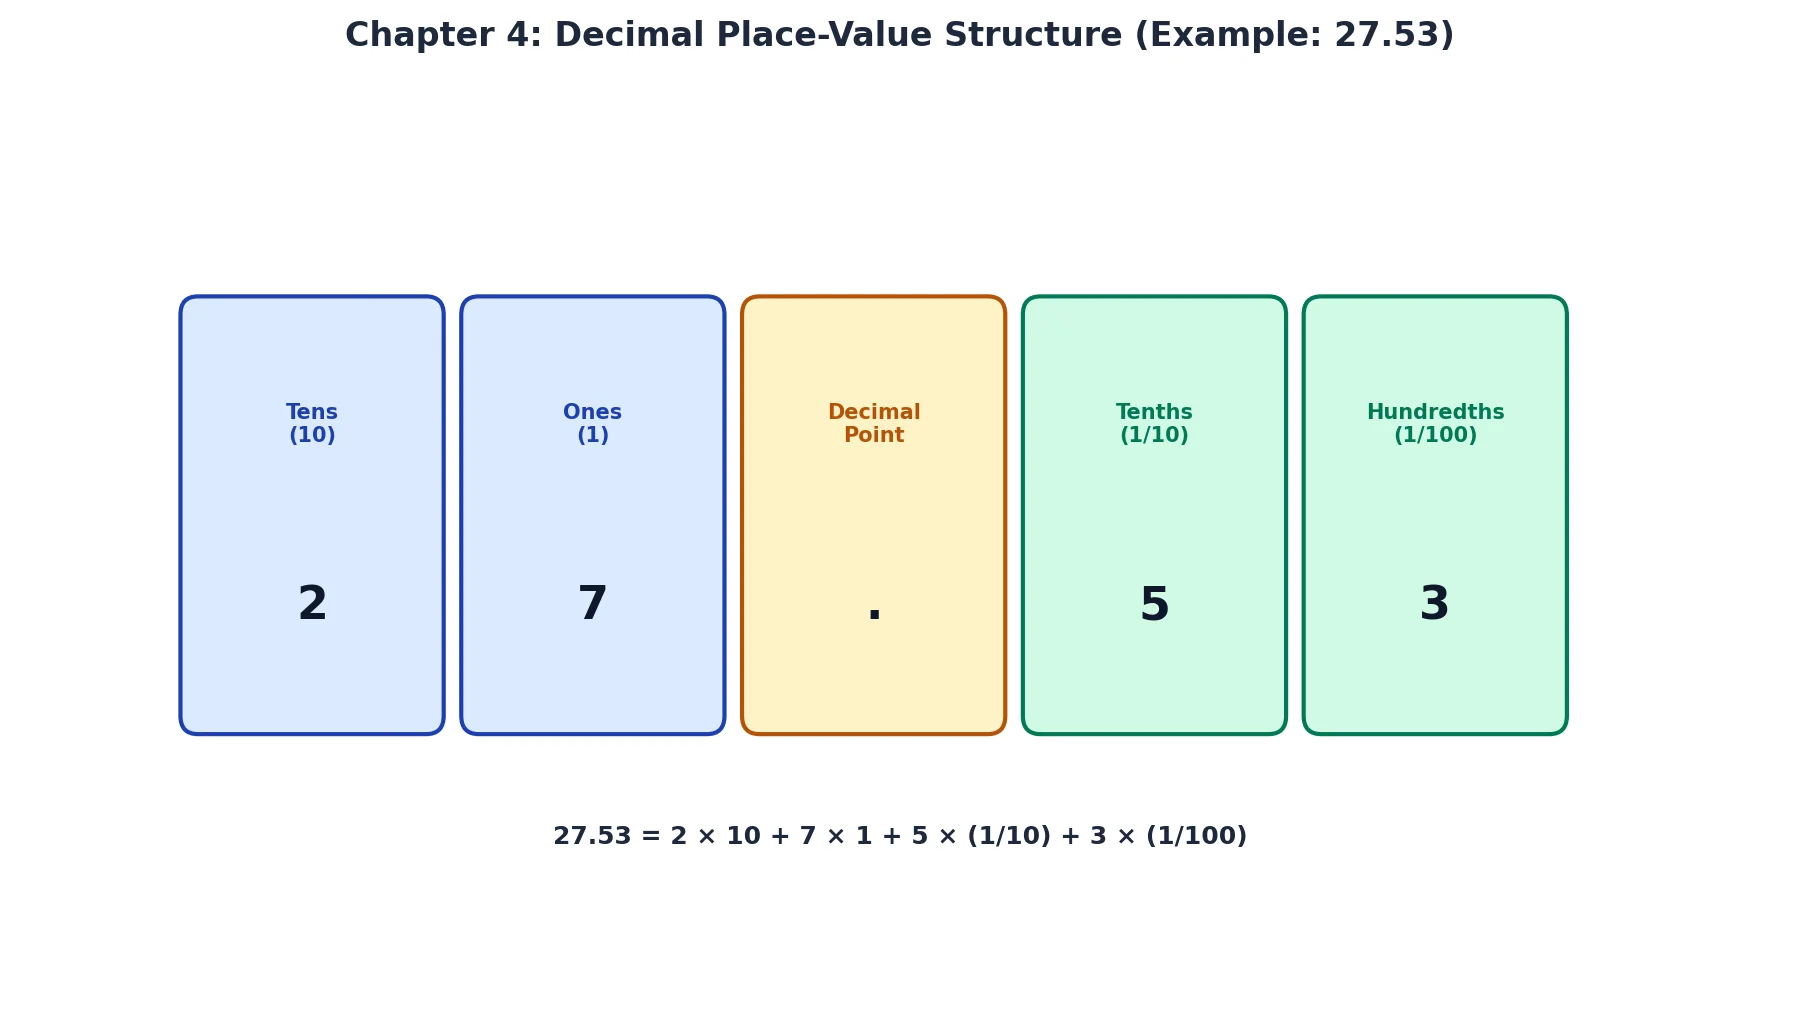 Chapter 4: Decimal Place-Value Structure (Example: 27.53)
Tens
(10)
2
Ones
(1)
7
Decimal
Point
.
Tenths
(1/10)
5
Hundredths
(1/100)
3
27.53 = 2 × 10 + 7 × 1 + 5 × (1/10) + 3 × (1/100)